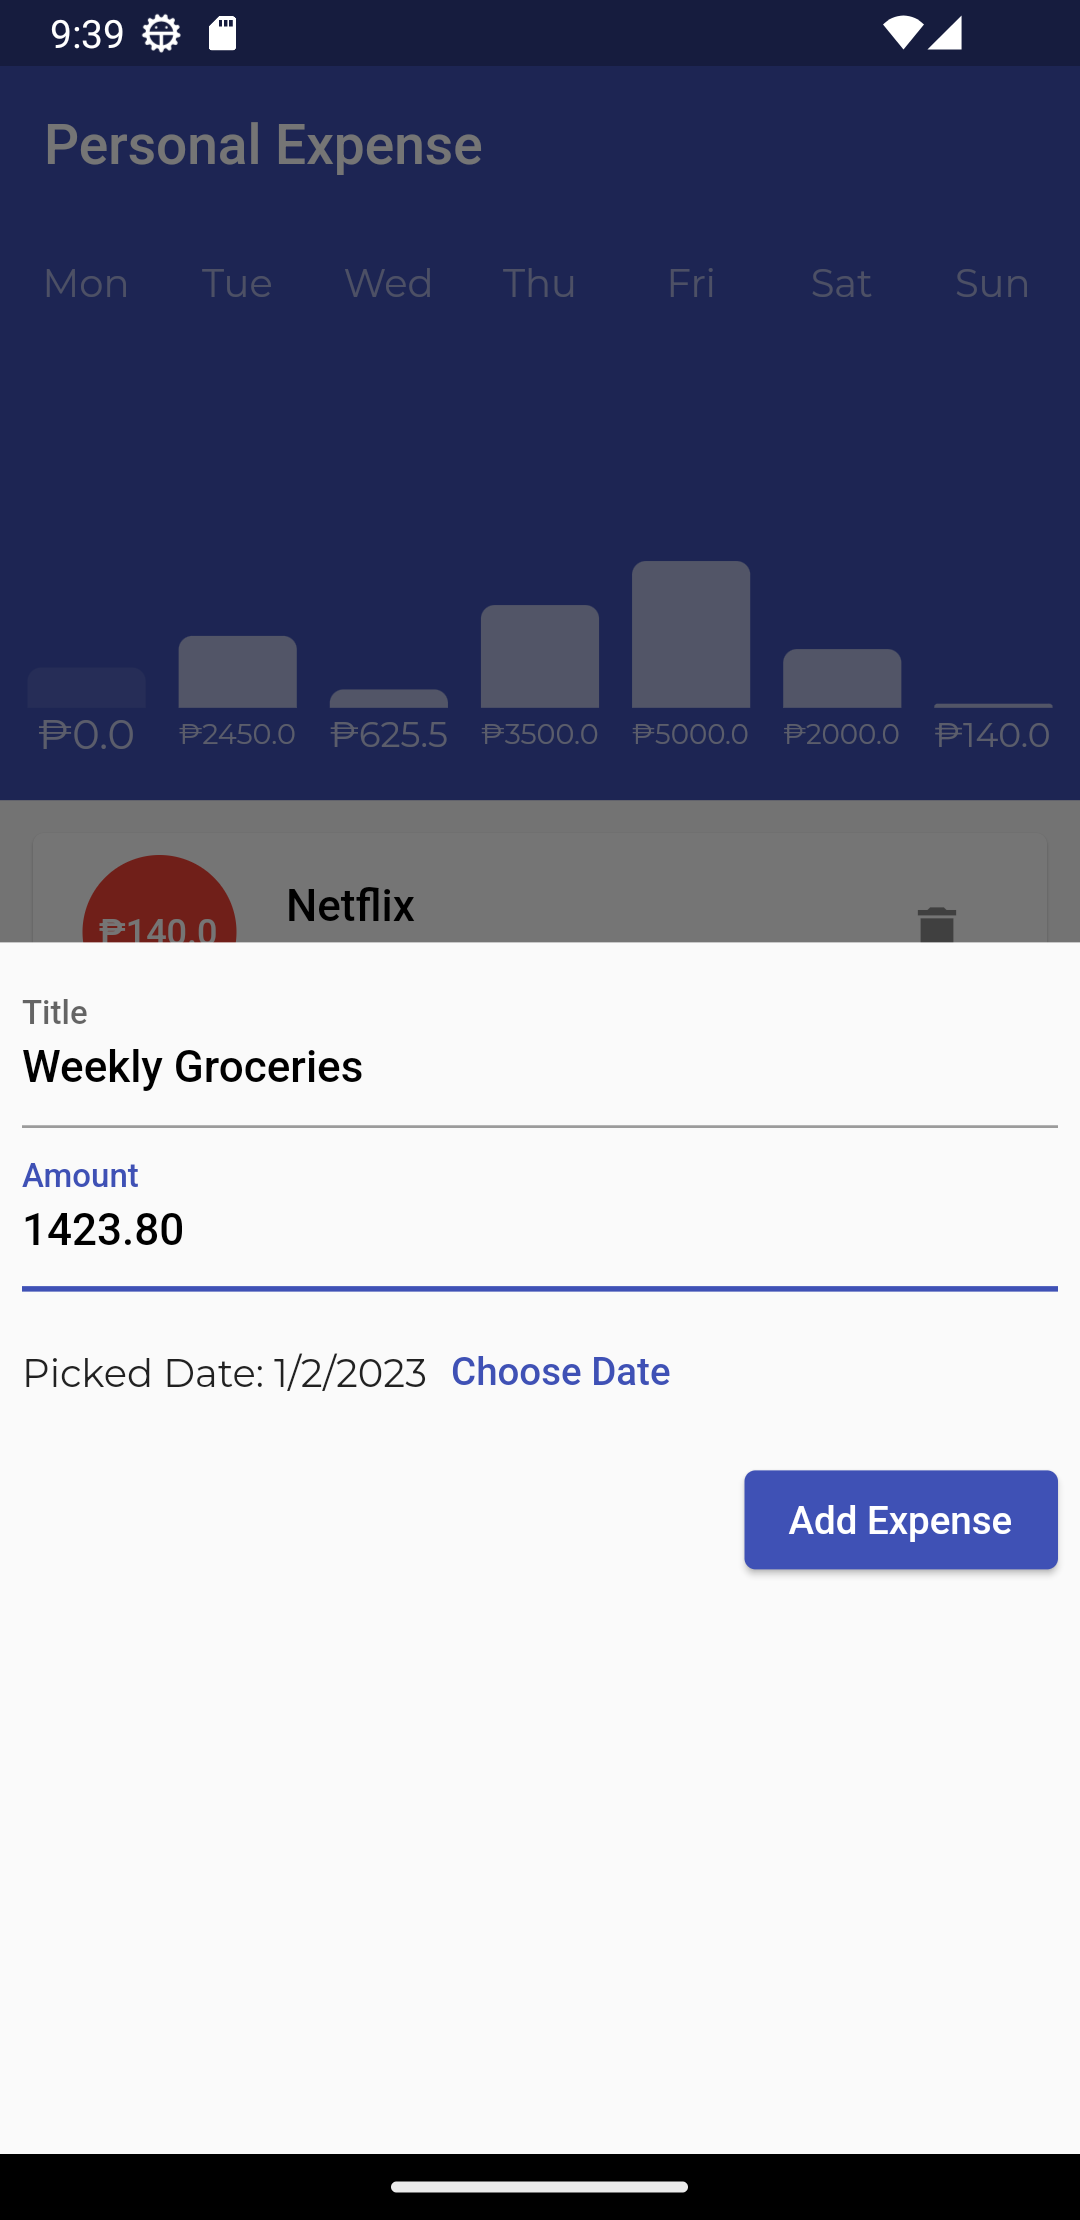 9:39
Personal Expense
Mon Tue Wed Thu Fri Sat Sun
₱0.0 ₱2450.0 ₱625.5 ₱3500.0 ₱5000.0 ₱2000.0 ₱140.0
Netflix
₱140.0
Title
Weekly Groceries
Amount
1423.80
Picked Date: 1/2/2023 Choose Date
Add Expense